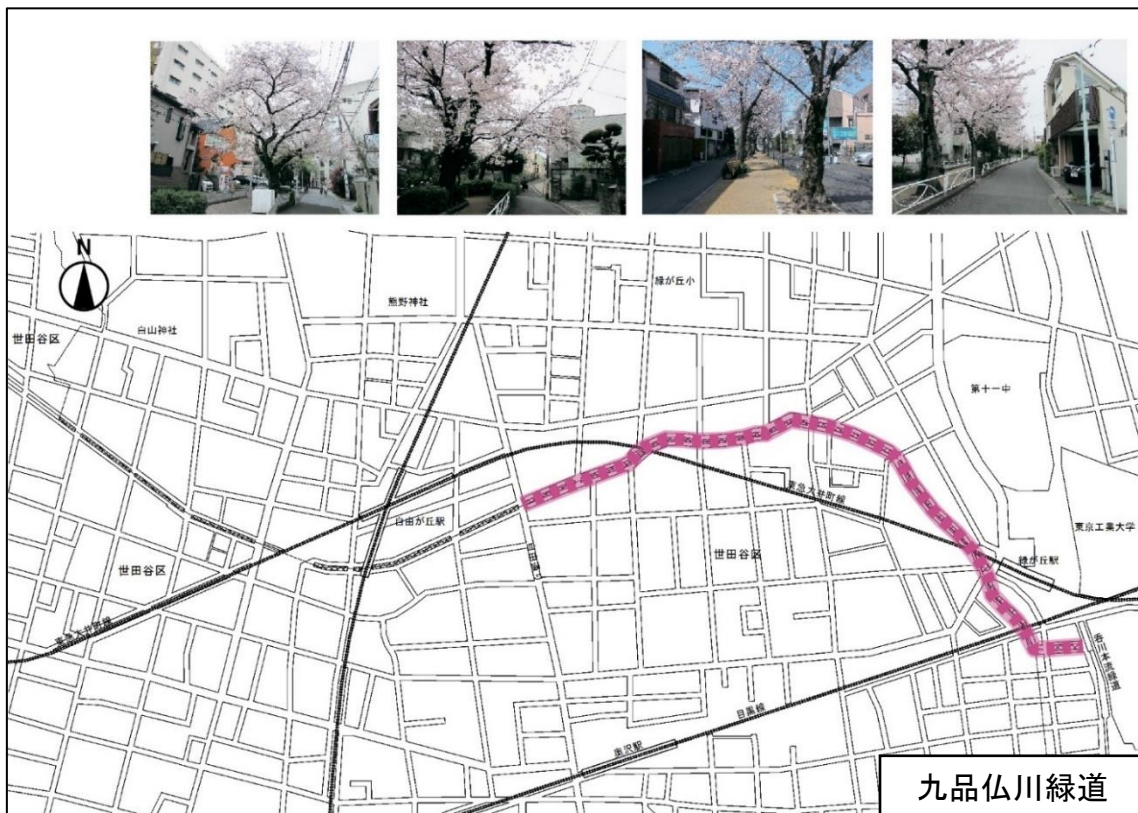 N
緑が丘小
熊野神社
白山神社
世田谷区
第十一中
東急大井町線
自由が丘駅
東京工業大学
世田谷区
世田谷区
緑が丘駅
東急大井町線
呑川本流緑道
目黒線
奥沢駅
九品仏川緑道